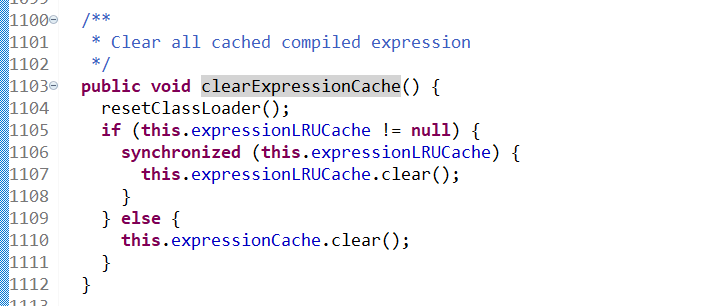 1099
1100 /**
1101 * Clear all cached compiled expression
1102 */
1103 public void clearExpressionCache() {
1104 resetClassLoader();
1105 if (this.expressionLRUCache != null) {
1106 synchronized (this.expressionLRUCache) {
1107 this.expressionLRUCache.clear();
1108 }
1109 } else {
1110 this.expressionCache.clear();
1111 }
1112 }
1113